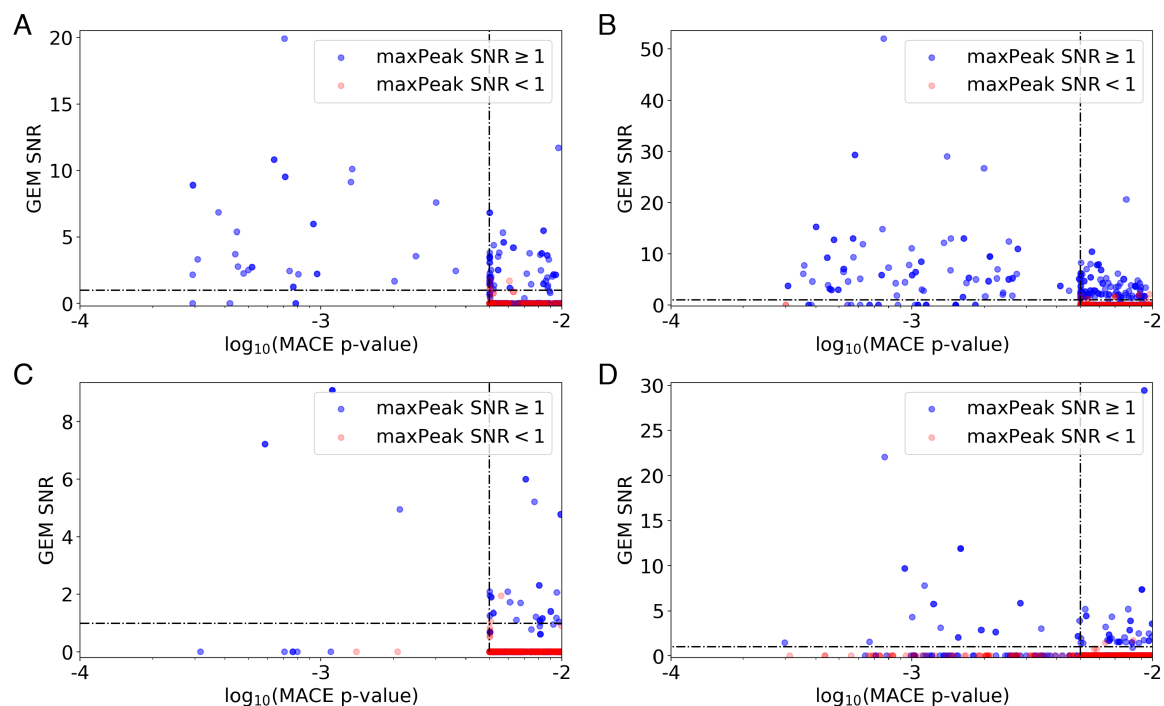 A
20
15
10
5
0
GEM SNR
maxPeak SNR ≥ 1
maxPeak SNR < 1
-4
-3
-2
log₁₀(MACE p-value)
B
50
40
30
20
10
0
GEM SNR
maxPeak SNR ≥ 1
maxPeak SNR < 1
-4
-3
-2
log₁₀(MACE p-value)
C
8
6
4
2
0
GEM SNR
maxPeak SNR ≥ 1
maxPeak SNR < 1
-4
-3
-2
log₁₀(MACE p-value)
D
30
25
20
15
10
5
0
GEM SNR
maxPeak SNR ≥ 1
maxPeak SNR < 1
-4
-3
-2
log₁₀(MACE p-value)